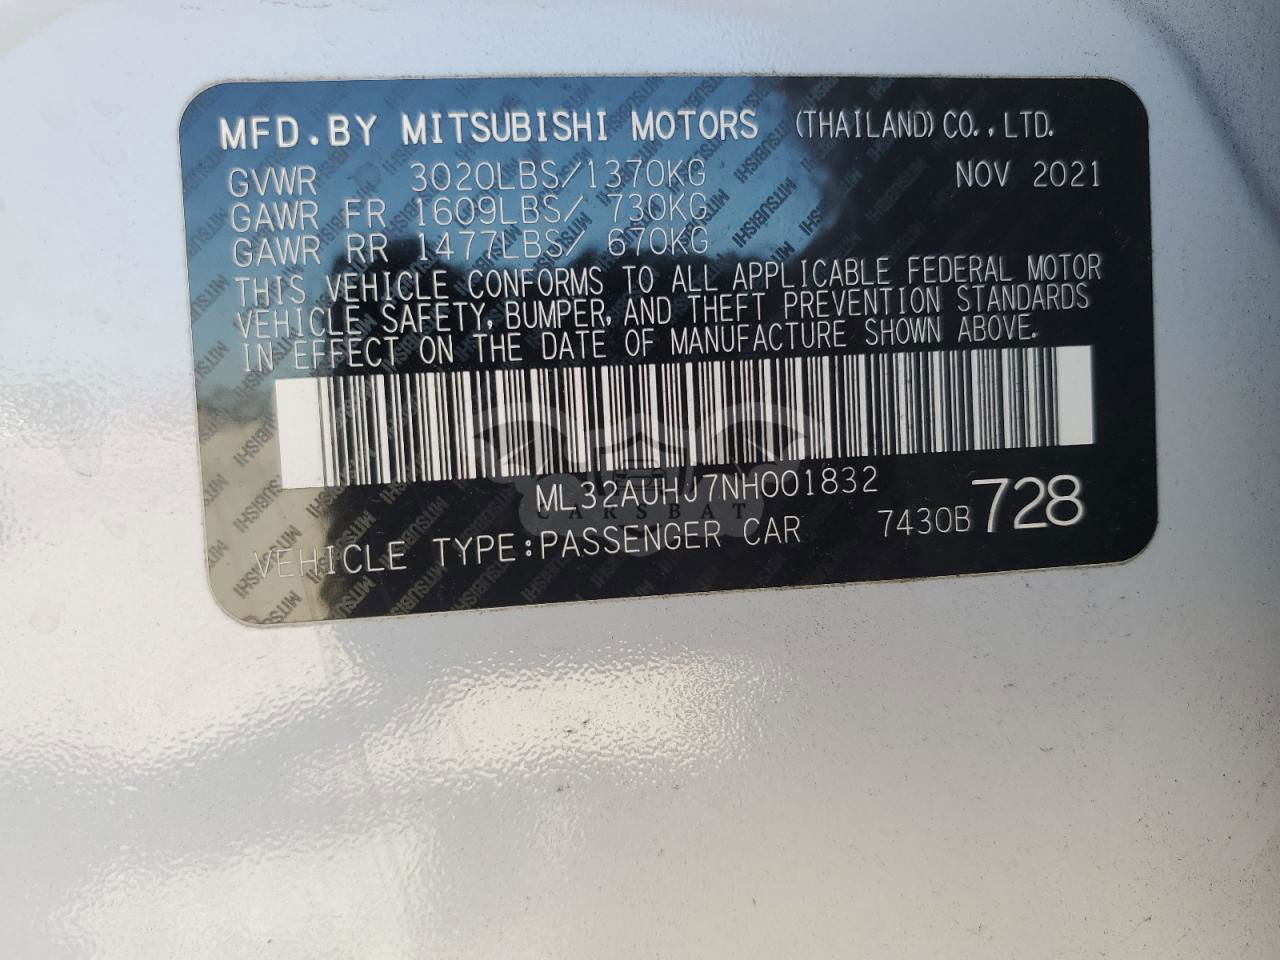 MFD.BY MITSUBISHI MOTORS (THAILAND) CO.,LTD.
GVWR 3020LBS/1370KG NOV 2021
GAWR FR 1609LBS/ 730KG
GAWR RR 1477LBS/ 670KG
THIS VEHICLE CONFORMS TO ALL APPLICABLE FEDERAL MOTOR
VEHICLE SAFETY, BUMPER, AND THEFT PREVENTION STANDARDS
IN EFFECT ON THE DATE OF MANUFACTURE SHOWN ABOVE.
ML32AUHJ7NH001832
CARSBAT
7430B 728
VEHICLE TYPE:PASSENGER CAR